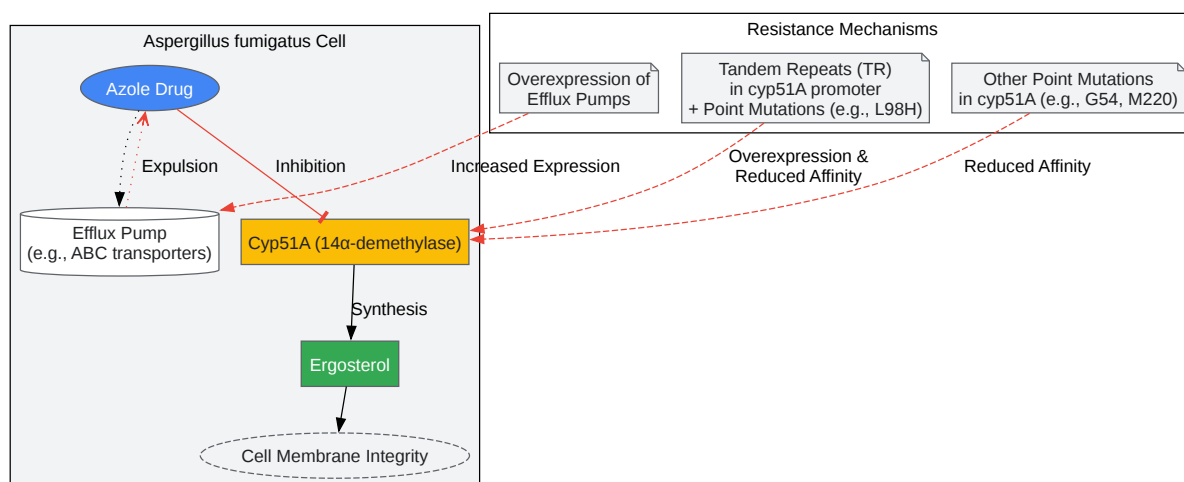 Aspergillus fumigatus Cell
Resistance Mechanisms
Azole Drug
Overexpression of
Efflux Pumps
Tandem Repeats (TR)
in cyp51A promoter
+ Point Mutations (e.g., L98H)
Other Point Mutations
in cyp51A (e.g., G54, M220)
Expulsion
Inhibition
Increased Expression
Overexpression &
Reduced Affinity
Reduced Affinity
Efflux Pump
(e.g., ABC transporters)
Cyp51A (14α-demethylase)
Synthesis
Ergosterol
Cell Membrane Integrity